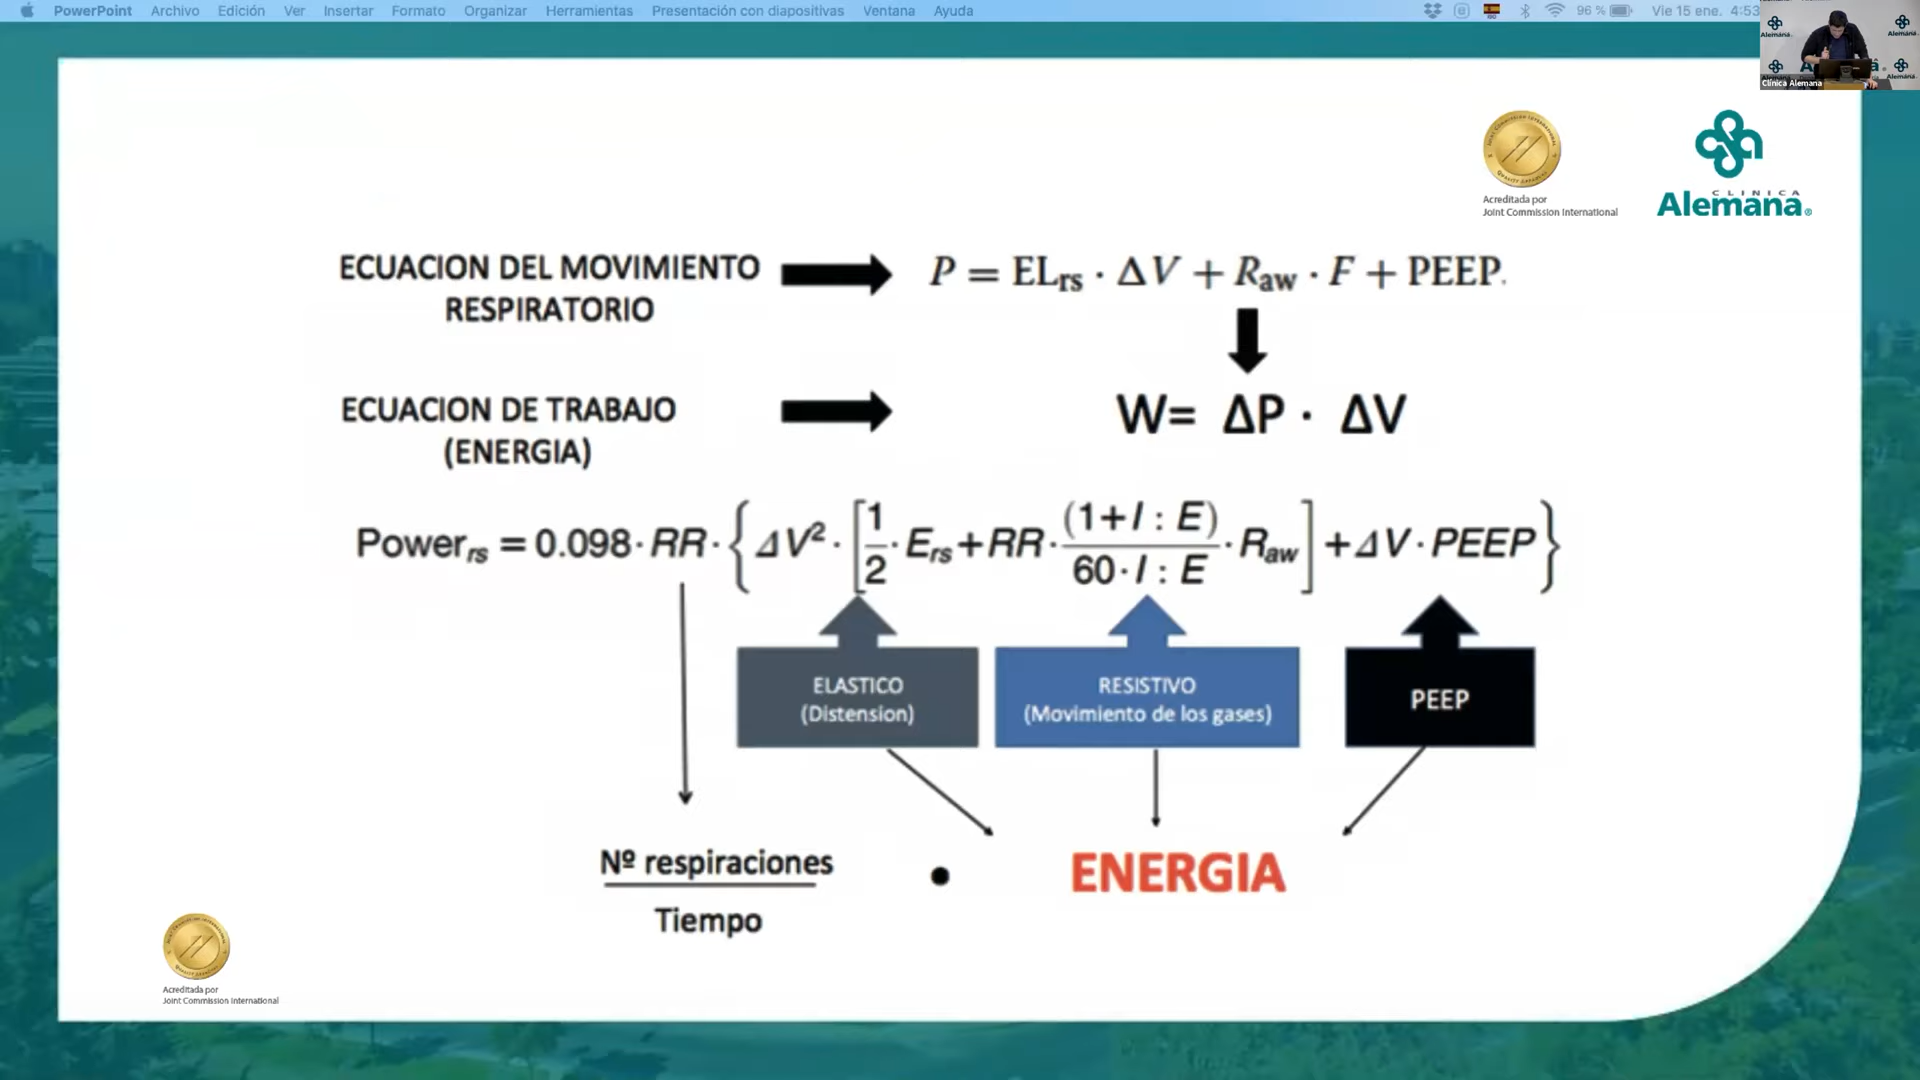 PowerPoint Archivo Edición Ver Insertar Formato Organizar Herramientas Presentación con diapositivas Ventana Ayuda
96 % Vie 15 ene. 4:53
Alemana
Alemana
Clínica Alemana
CLINICA
Alemana®
Acreditada por
Joint Commission International
ECUACION DEL MOVIMIENTO
RESPIRATORIO
P = ELrs · ΔV + Raw · F + PEEP.
ECUACION DE TRABAJO
(ENERGIA)
W= ΔP · ΔV
Powerrs = 0.098 · RR · {ΔV² · [1/2 · Ers + RR · (1+I : E)/60 · I : E · Raw] + ΔV · PEEP}
ELASTICO
(Distension)
RESISTIVO
(Movimiento de los gases)
PEEP
Nº respiraciones
Tiempo
• ENERGIA
Acreditada por
Joint Commission International